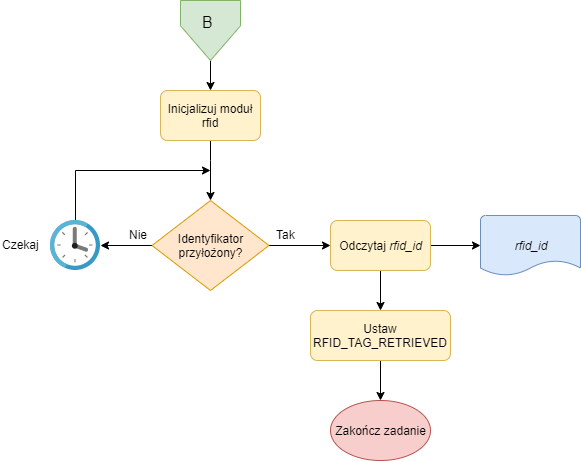 B
Inicjalizuj moduł
rfid
Czekaj
Nie
Identyfikator
przyłożony?
Tak
Odczytaj rfid_id
rfid_id
Ustaw
RFID_TAG_RETRIEVED
Zakończ zadanie